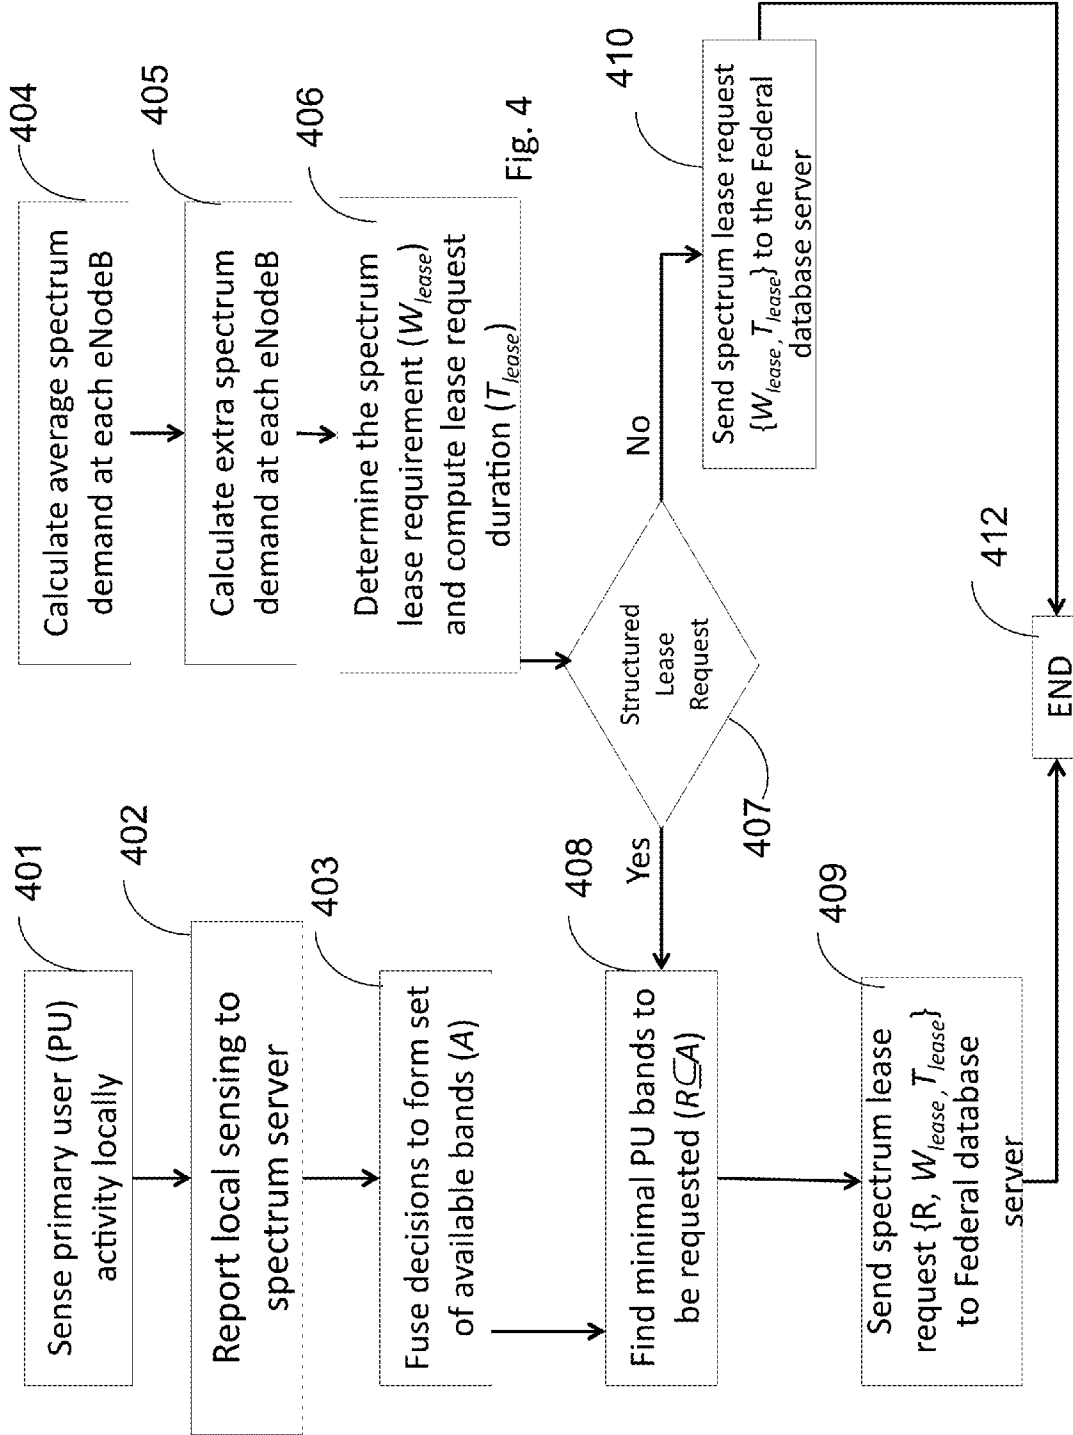 401
Sense primary user (PU)
activity locally
402
Report local sensing to
spectrum server
403
Fuse decisions to form set
of available bands (A)
404
Calculate average spectrum
demand at each eNodeB
405
Calculate extra spectrum
demand at each eNodeB
406
Determine the spectrum
lease requirement (W_lease)
and compute lease request
duration (T_lease)
Fig. 4
Structured
Lease
Request
407
Yes
No
408
Find minimal PU bands to
be requested (R⊆A)
409
Send spectrum lease
request {R, W_lease, T_lease}
to Federal database
server
410
Send spectrum lease request
{W_lease, T_lease} to the Federal
database server
412
END